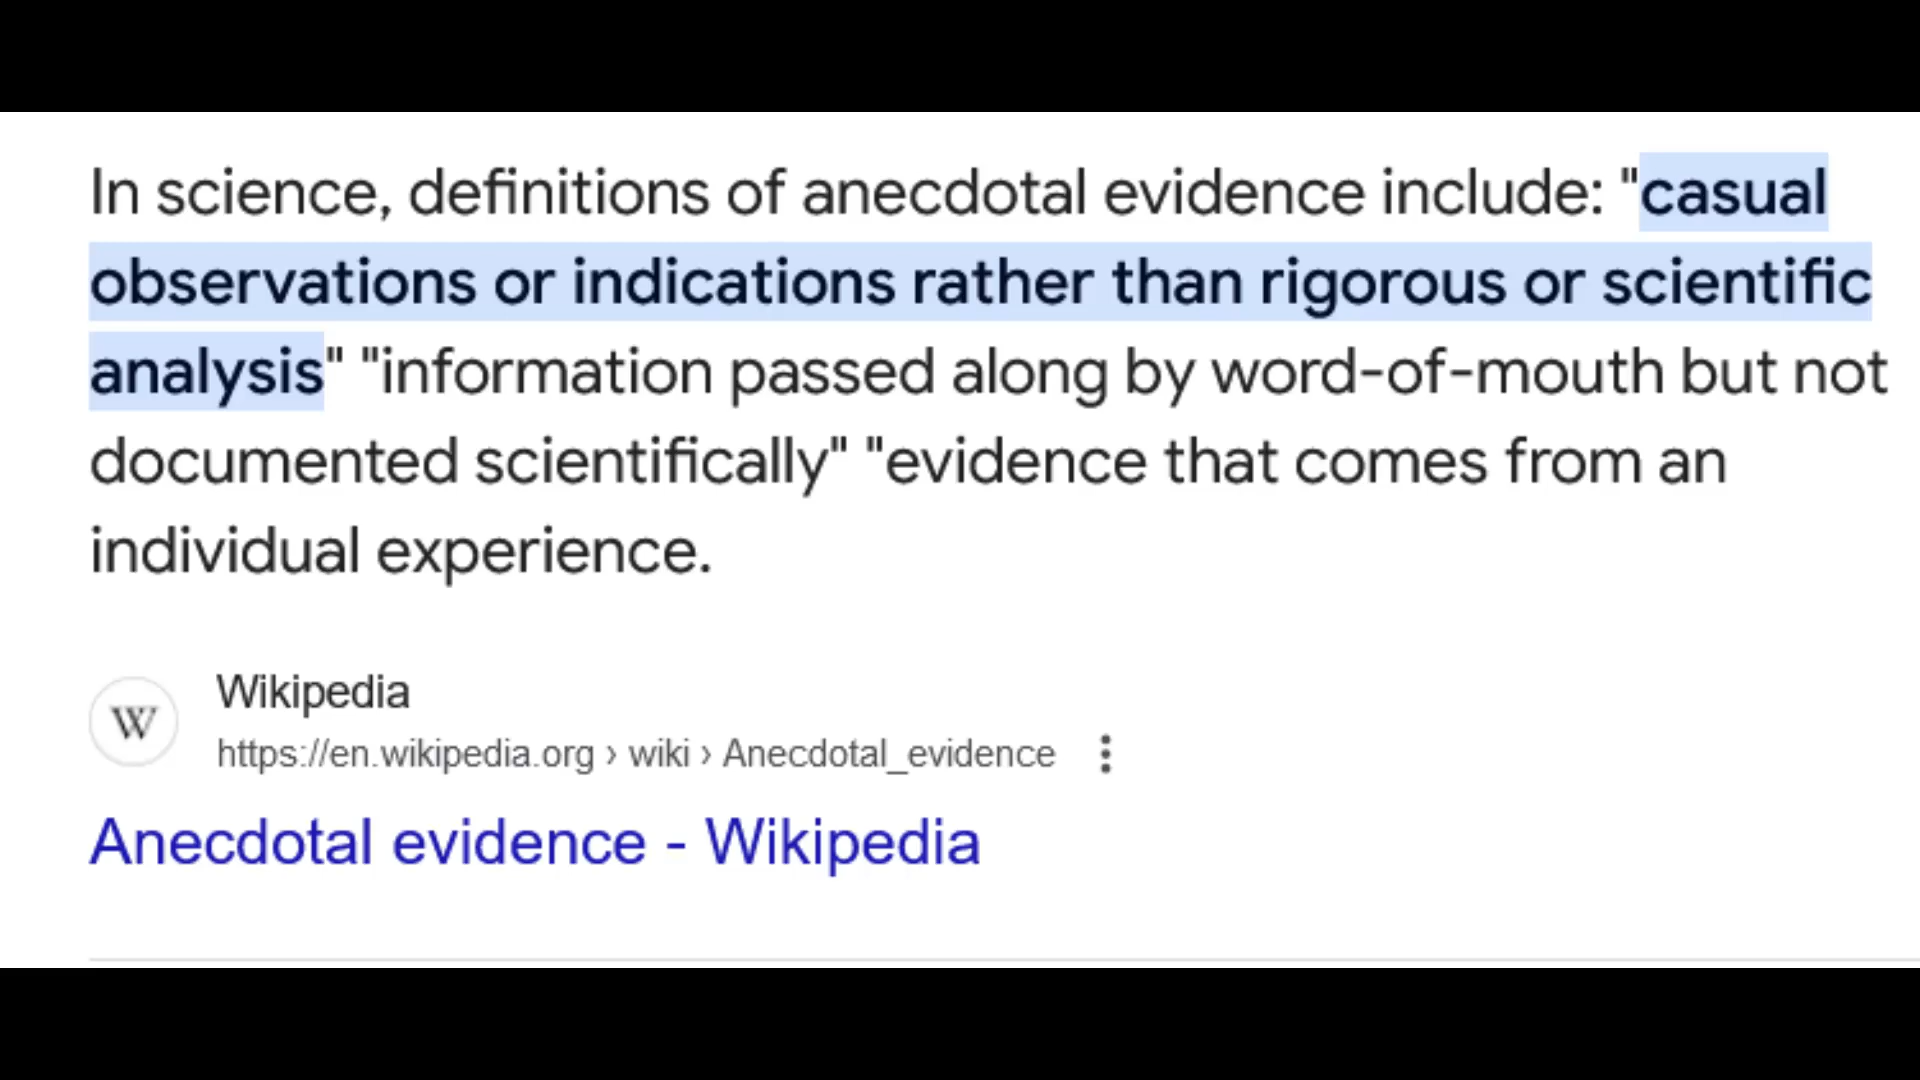 In science, definitions of anecdotal evidence include: "casual
observations or indications rather than rigorous or scientific
analysis" "information passed along by word-of-mouth but not
documented scientifically" "evidence that comes from an
individual experience.
W
Wikipedia
https://en.wikipedia.org › wiki › Anecdotal_evidence
Anecdotal evidence - Wikipedia